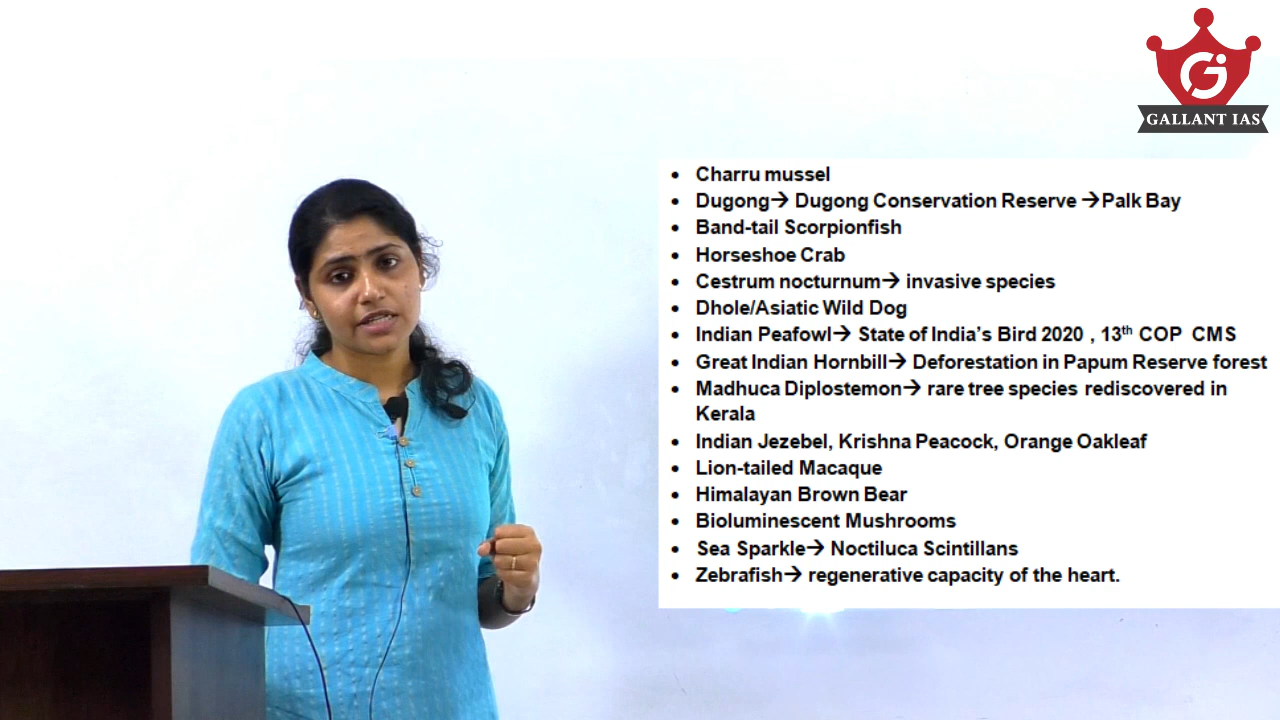 GALLANT IAS
• Charru mussel
• Dugong→ Dugong Conservation Reserve →Palk Bay
• Band-tail Scorpionfish
• Horseshoe Crab
• Cestrum nocturnum→ invasive species
• Dhole/Asiatic Wild Dog
• Indian Peafowl→ State of India's Bird 2020 , 13th COP CMS
• Great Indian Hornbill→ Deforestation in Papum Reserve forest
• Madhuca Diplostemon→ rare tree species rediscovered in
Kerala
• Indian Jezebel, Krishna Peacock, Orange Oakleaf
• Lion-tailed Macaque
• Himalayan Brown Bear
• Bioluminescent Mushrooms
• Sea Sparkle→ Noctiluca Scintillans
• Zebrafish→ regenerative capacity of the heart.